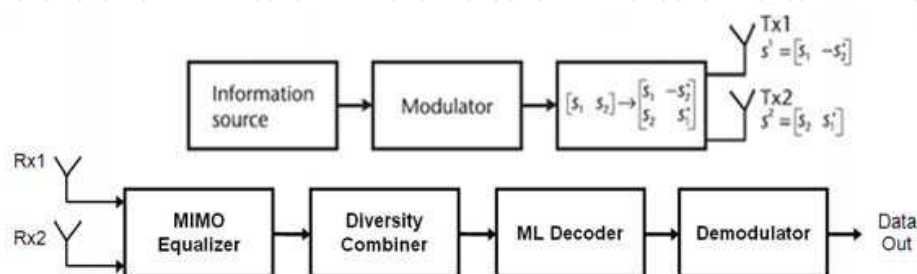 Information
source
Modulator
[s₁ s₂]→[s₁ −s₂*
s₂ s₁*]
Tx1
s¹=[s₁ −s₂*]
Tx2
s²=[s₂ s₁*]
Rx1
Rx2
MIMO
Equalizer
Diversity
Combiner
ML Decoder
Demodulator
Data
Out